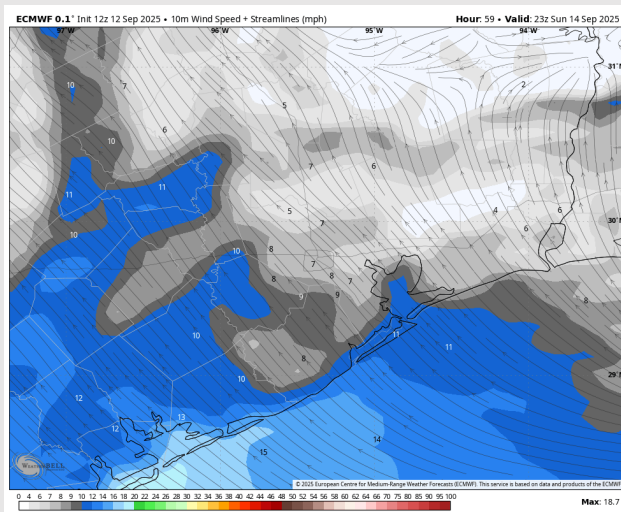 ECMWF 0.1° Init 12z 12 Sep 2025 • 10m Wind Speed + Streamlines (mph)
Hour: 59 • Valid: 23z Sun 14 Sep 2025
97°W 96°W 95°W 94°W
31°N
10 7 2
5
10 6
7 6
11 11
5 4 6
7 6
30°N
10
10 8
7
8 8 7
9 9 8
10 11
11
8
29°N
10
12
13
12 14
15
WeatherBELL
© 2025 European Centre for Medium-Range Weather Forecasts (ECMWF). This service is based on data and products of the ECMWF
0 4 6 7 8 9 10 12 14 16 18 20 22 24 26 28 30 32 34 36 38 40 42 44 46 48 50 52 54 56 58 60 62 64 66 68 70 75 80 85 90 95 100
Max: 18.7